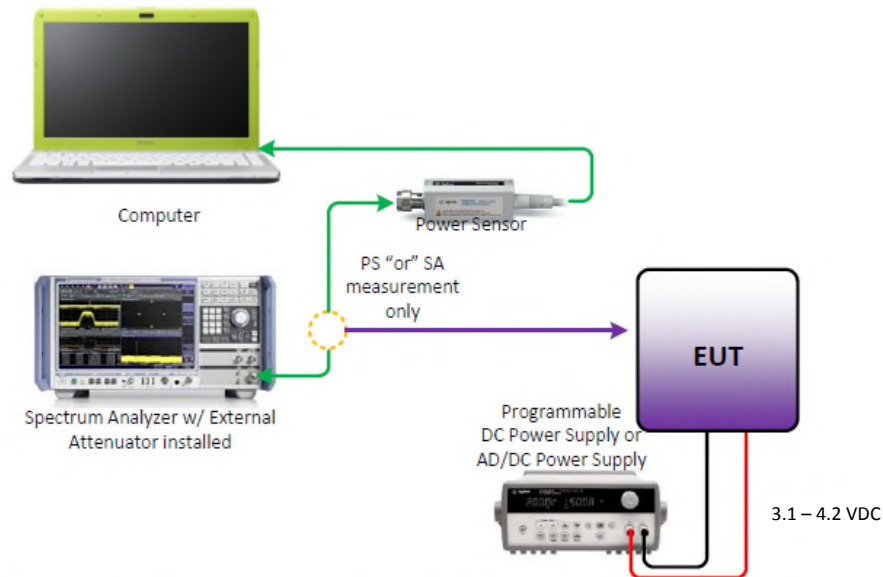 Computer
Power Sensor
PS “or” SA
measurement
only
EUT
Spectrum Analyzer w/ External
Attenuator installed
Programmable
DC Power Supply or
AD/DC Power Supply
3.1 – 4.2 VDC